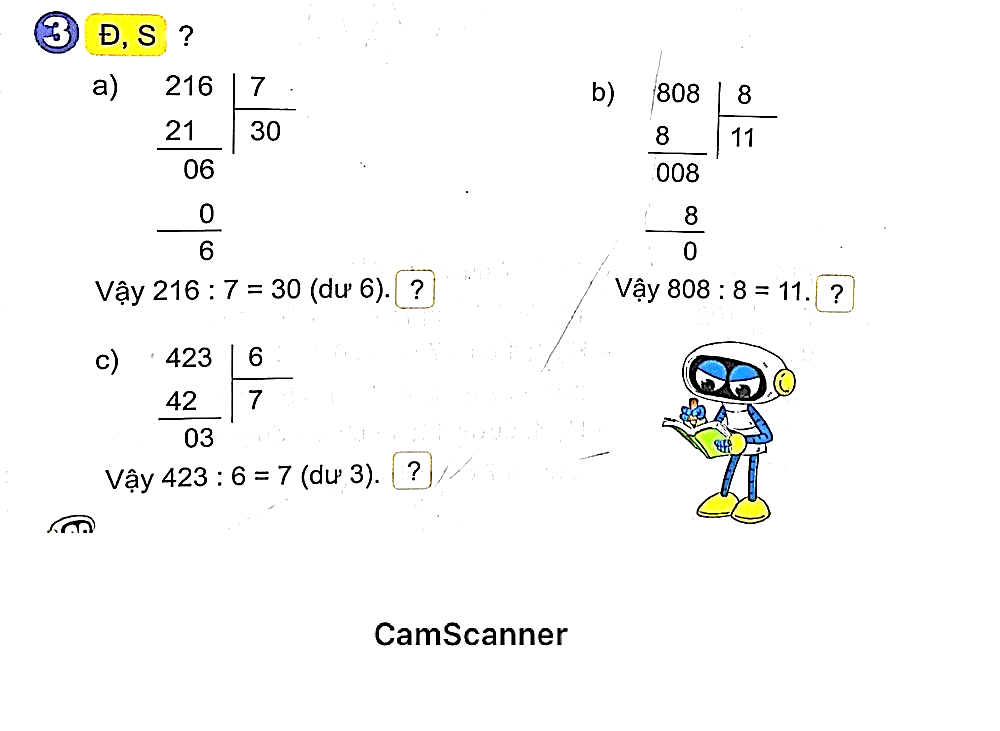 3 Đ, S ?
a) 216 7
21 30
06
0
6
Vậy 216 : 7 = 30 (dư 6). ?
b) 808 8
8 11
008
8
0
Vậy 808 : 8 = 11. ?
c) 423 6
42 7
03
Vậy 423 : 6 = 7 (dư 3). ?
CamScanner